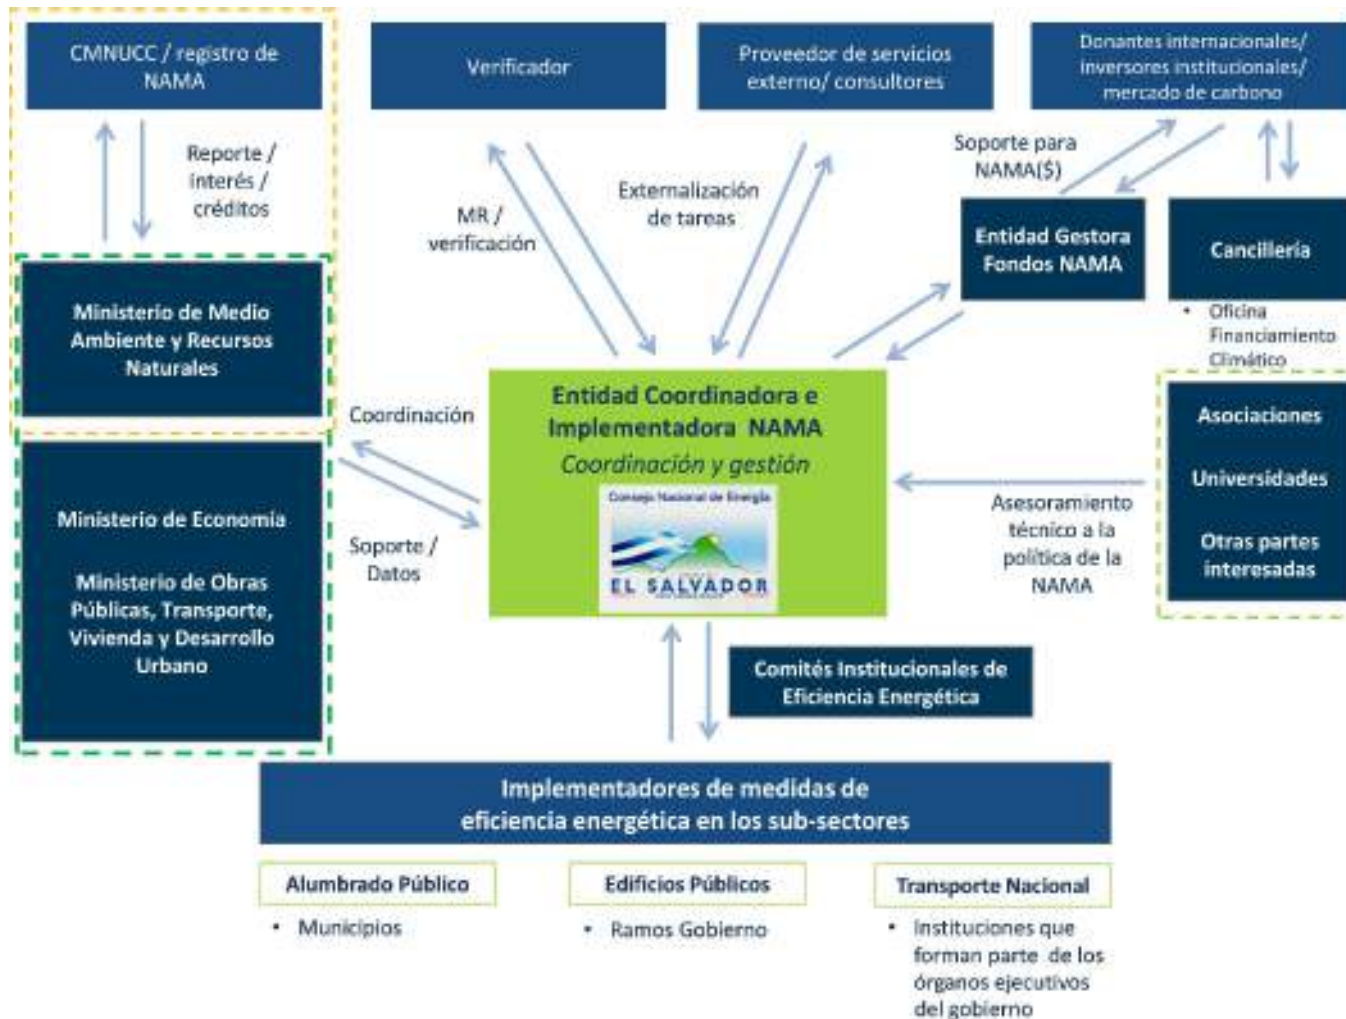 CMNUCC / registro de
NAMA
Verificador
Proveedor de servicios
externo/ consultores
Donantes internacionales/
inversores institucionales/
mercado de carbono
Reporte /
interés /
créditos
MR /
verificación
Externalización
de tareas
Soporte para
NAMA($)
Entidad Gestora
Fondos NAMA
Cancillería
• Oficina
Financiamiento
Climático
Ministerio de Medio
Ambiente y Recursos
Naturales
Coordinación
Entidad Coordinadora e
Implementadora NAMA
Coordinación y gestión
Consejo Nacional de Energía
EL SALVADOR
Asociaciones
Universidades
Otras partes
interesadas
Asesoramiento
técnico a la
política de la
NAMA
Ministerio de Economía
Ministerio de Obras
Públicas, Transporte,
Vivienda y Desarrollo
Urbano
Soporte /
Datos
Comités Institucionales de
Eficiencia Energética
Implementadores de medidas de
eficiencia energética en los sub-sectores
Alumbrado Público
• Municipios
Edificios Públicos
• Ramos Gobierno
Transporte Nacional
• Instituciones que
forman parte de los
órganos ejecutivos
del gobierno